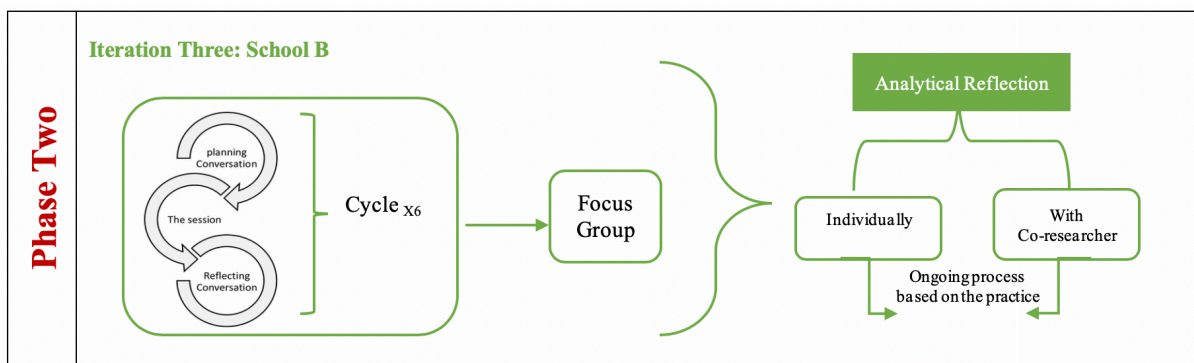 Phase Two
Iteration Three: School B
planning
Conversation
The session
Reflecting
Conversation
Cycle X6
Focus
Group
Analytical Reflection
Individually
With
Co-researcher
Ongoing process
based on the practice